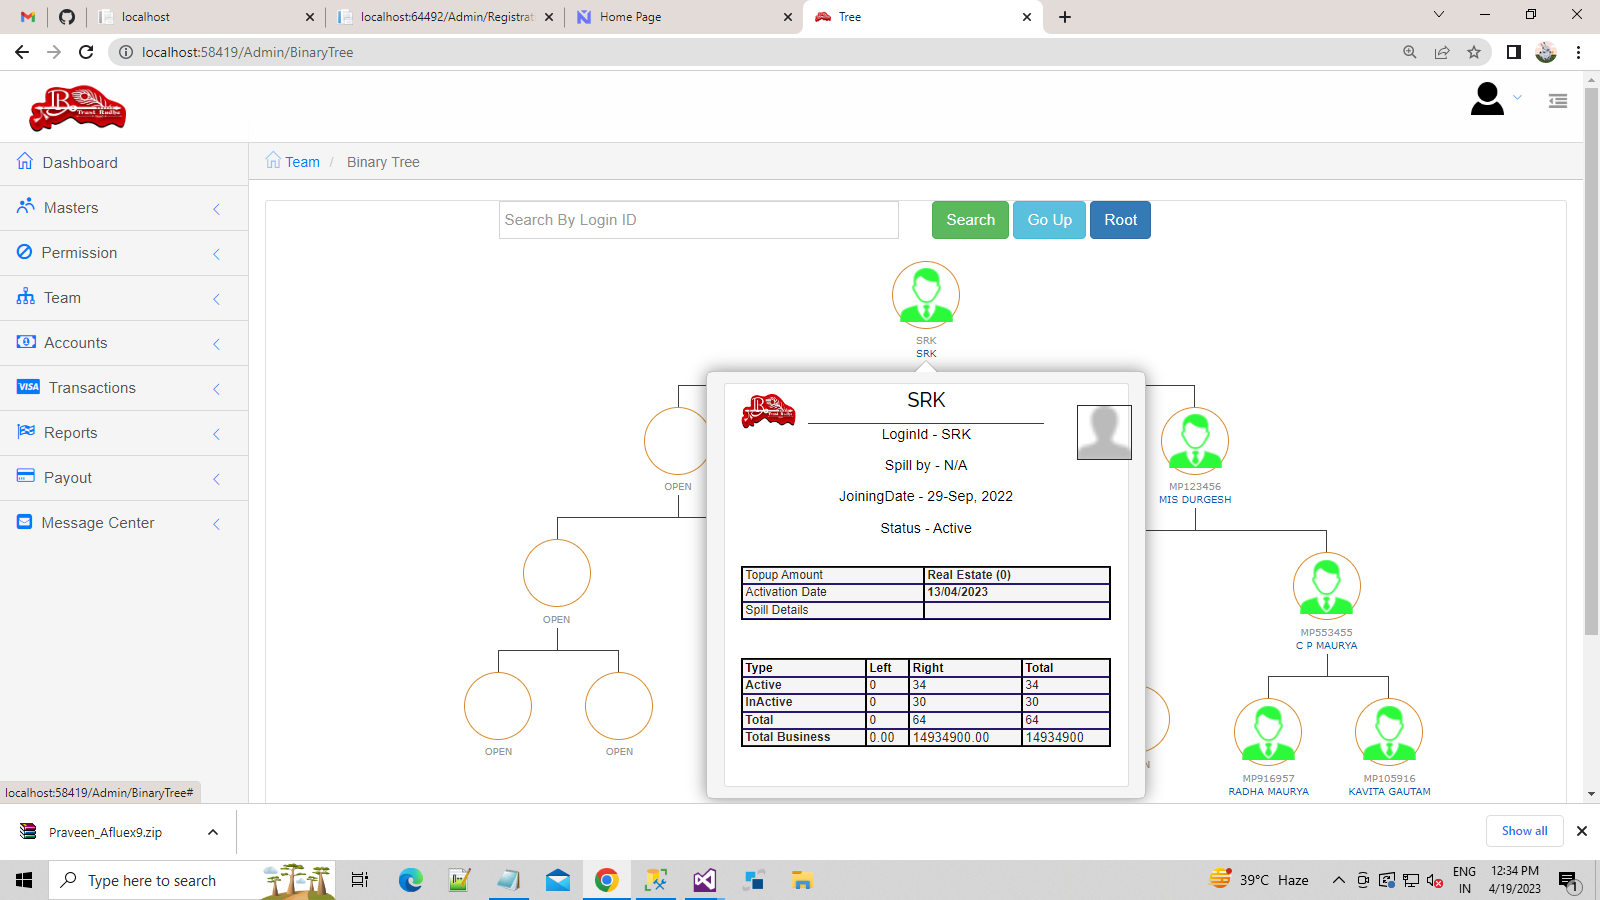 localhost
localhost:64492/Admin/Registrat
Home Page
Tree
localhost:58419/Admin/BinaryTree
Dashboard
Masters
Permission
Team
Accounts
VISA Transactions
Reports
Payout
Message Center
Team / Binary Tree
Search By Login ID
Search
Go Up
Root
SRK
SRK
OPEN
MP123456
MIS DURGESH
OPEN
MP553455
C P MAURYA
OPEN
OPEN
N
MP916957
RADHA MAURYA
MP105916
KAVITA GAUTAM
SRK
LoginId - SRK
Spill by - N/A
JoiningDate - 29-Sep, 2022
Status - Active
Topup Amount Real Estate (0)
Activation Date 13/04/2023
Spill Details
Type Left Right Total
Active 0 34 34
InActive 0 30 30
Total 0 64 64
Total Business 0.00 14934900.00 14934900
localhost:58419/Admin/BinaryTree#
Praveen_Afluex9.zip
Show all
Type here to search
39°C Haze
ENG
IN
12:34 PM
4/19/2023
1